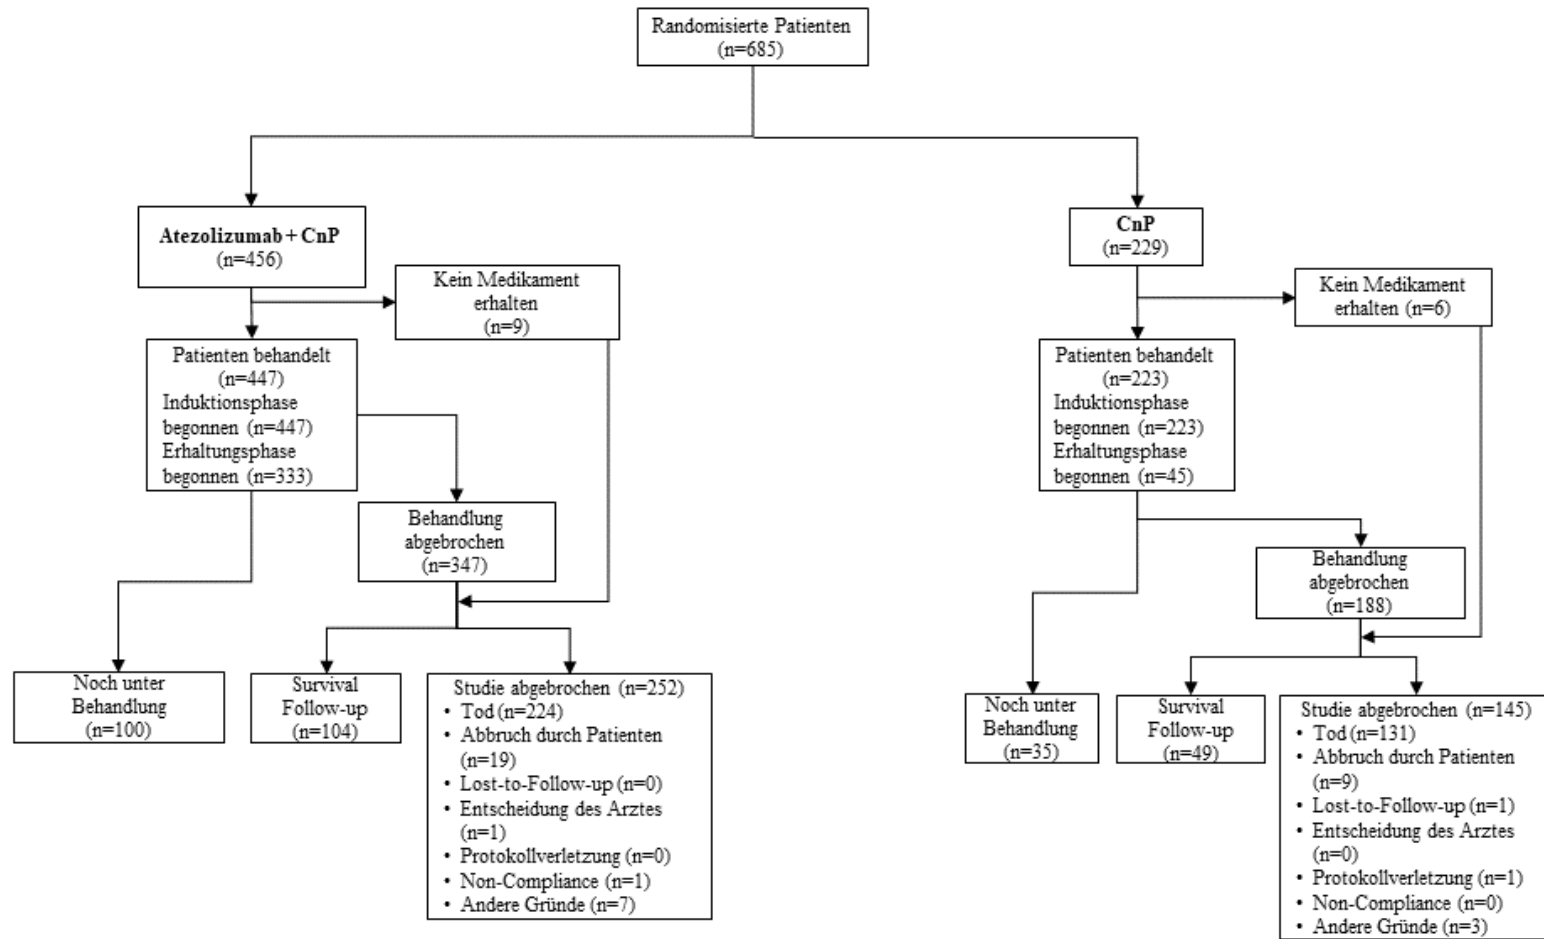 Randomisierte Patienten
(n=685)
Atezolizumab + CnP
(n=456)
Kein Medikament
erhalten
(n=9)
Patienten behandelt
(n=447)
Induktionsphase
begonnen (n=447)
Erhaltungsphase
begonnen (n=333)
Behandlung
abgebrochen
(n=347)
Noch unter
Behandlung
(n=100)
Survival
Follow-up
(n=104)
Studie abgebrochen (n=252)
• Tod (n=224)
• Abbruch durch Patienten
(n=19)
• Lost-to-Follow-up (n=0)
• Entscheidung des Arztes
(n=1)
• Protokollverletzung (n=0)
• Non-Compliance (n=1)
• Andere Gründe (n=7)
CnP
(n=229)
Kein Medikament
erhalten (n=6)
Patienten behandelt
(n=223)
Induktionsphase
begonnen (n=223)
Erhaltungsphase
begonnen (n=45)
Behandlung
abgebrochen
(n=188)
Noch unter
Behandlung
(n=35)
Survival
Follow-up
(n=49)
Studie abgebrochen (n=145)
• Tod (n=131)
• Abbruch durch Patienten
(n=9)
• Lost-to-Follow-up (n=1)
• Entscheidung des Arztes
(n=0)
• Protokollverletzung (n=1)
• Non-Compliance (n=0)
• Andere Gründe (n=3)